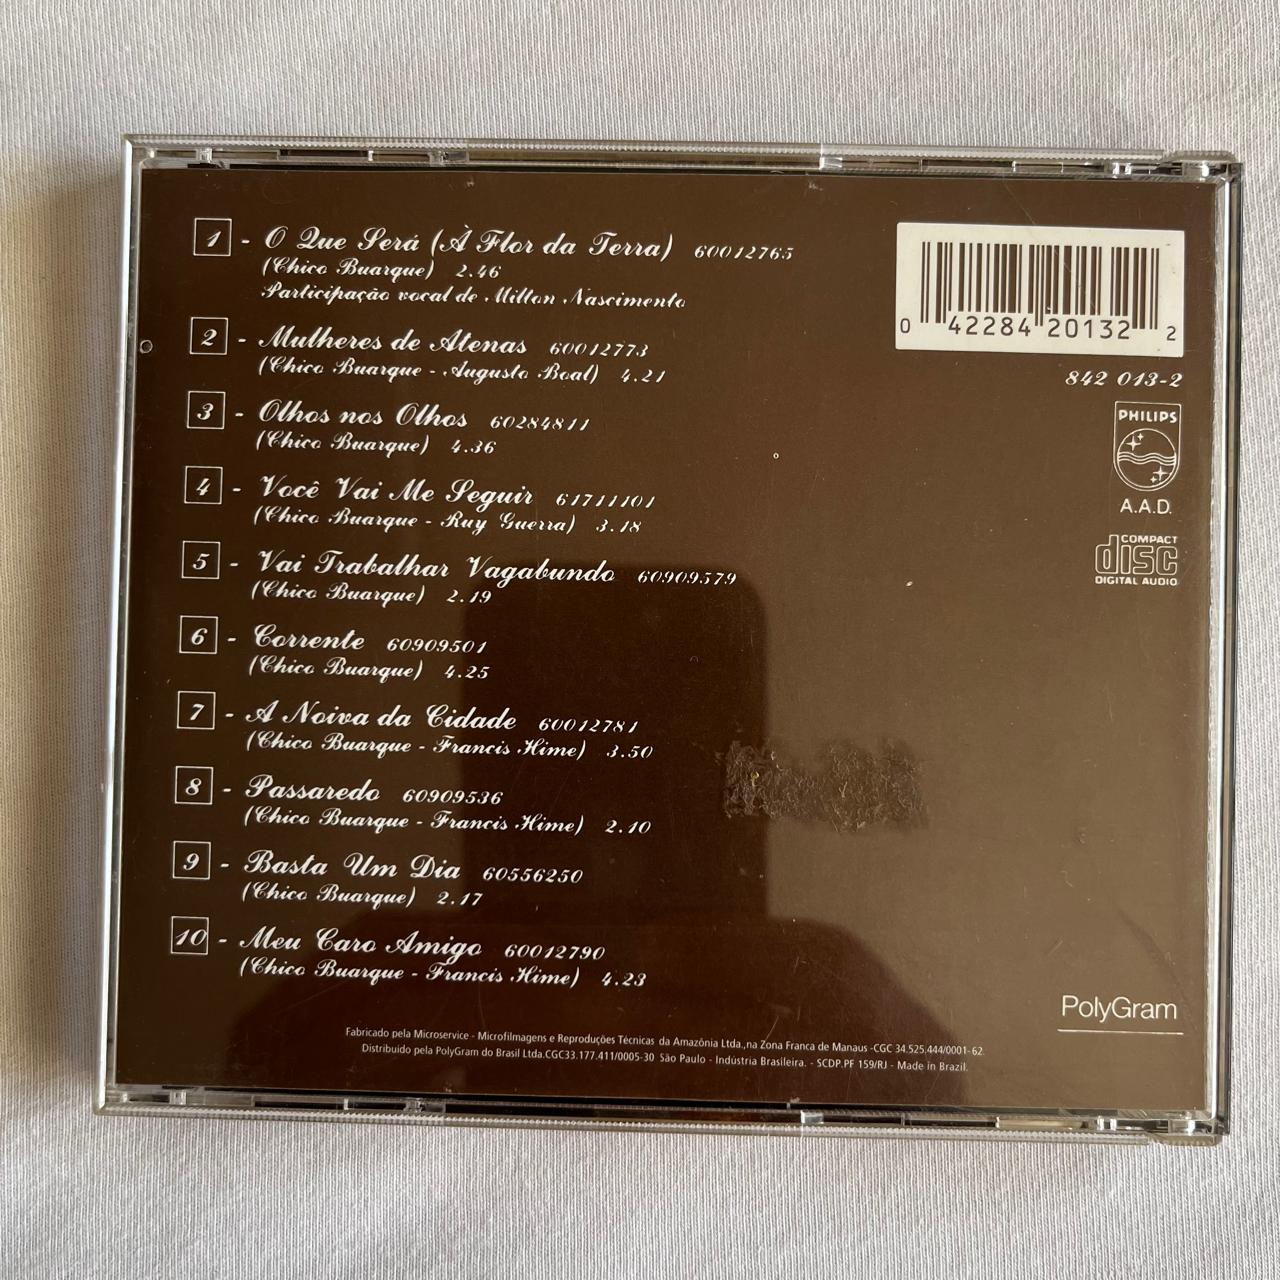 1 - O Que Será (À Flor da Terra) 60012765
(Chico Buarque) 2.46
Participação vocal de Milton Nascimento
2 - Mulheres de Atenas 60012773
(Chico Buarque - Augusto Boal) 4.21
3 - Olhos nos Olhos 60284811
(Chico Buarque) 4.36
4 - Você Vai Me Seguir 61711101
(Chico Buarque - Ruy Guerra) 3.18
5 - Vai Trabalhar Vagabundo 60909579
(Chico Buarque) 2.19
6 - Corrente 60909501
(Chico Buarque) 4.25
7 - A Noiva da Cidade 60012781
(Chico Buarque - Francis Hime) 3.50
8 - Passaredo 60909536
(Chico Buarque - Francis Hime) 2.10
9 - Basta Um Dia 60556250
(Chico Buarque) 2.17
10 - Meu Caro Amigo 60012790
(Chico Buarque - Francis Hime) 4.23
0 42284 20132 2
842 013-2
PHILIPS
A.A.D.
COMPACT
disc
DIGITAL AUDIO
PolyGram
Fabricado pela Microservice - Microfilmagens e Reproduções Técnicas da Amazônia Ltda.,na Zona Franca de Manaus -CGC 34.525.444/0001-62.
Distribuido pela PolyGram do Brasil Ltda.CGC33.177.411/0005-30 São Paulo - Indústria Brasileira. - SCDP.PF 159/RJ - Made in Brazil.